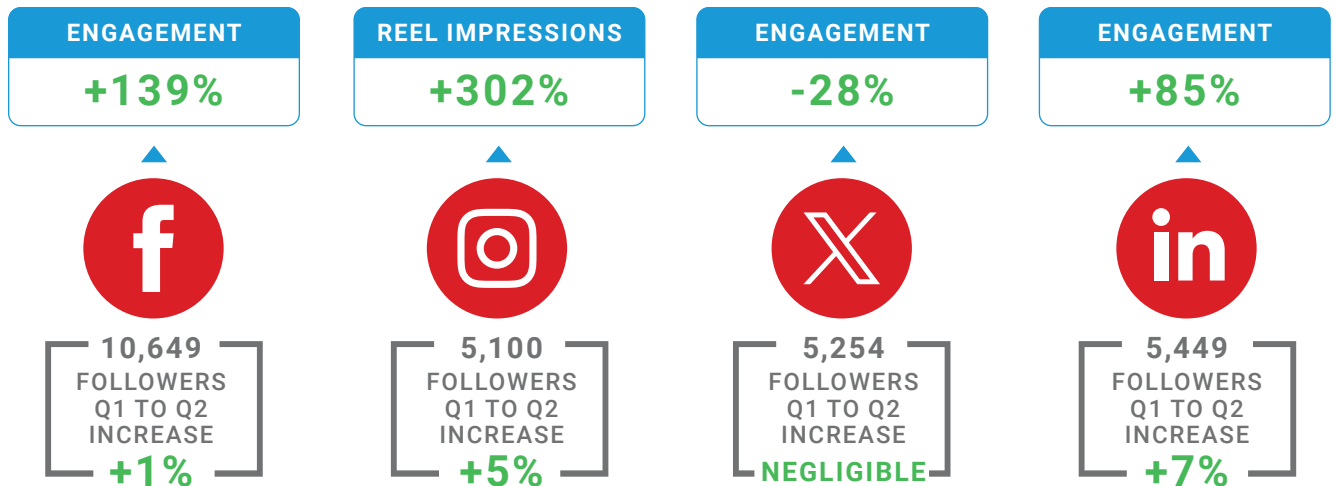 ENGAGEMENT
+139%
10,649
FOLLOWERS
Q1 TO Q2
INCREASE
+1%
REEL IMPRESSIONS
+302%
5,100
FOLLOWERS
Q1 TO Q2
INCREASE
+5%
ENGAGEMENT
-28%
5,254
FOLLOWERS
Q1 TO Q2
INCREASE
NEGLIGIBLE
ENGAGEMENT
+85%
in
5,449
FOLLOWERS
Q1 TO Q2
INCREASE
+7%